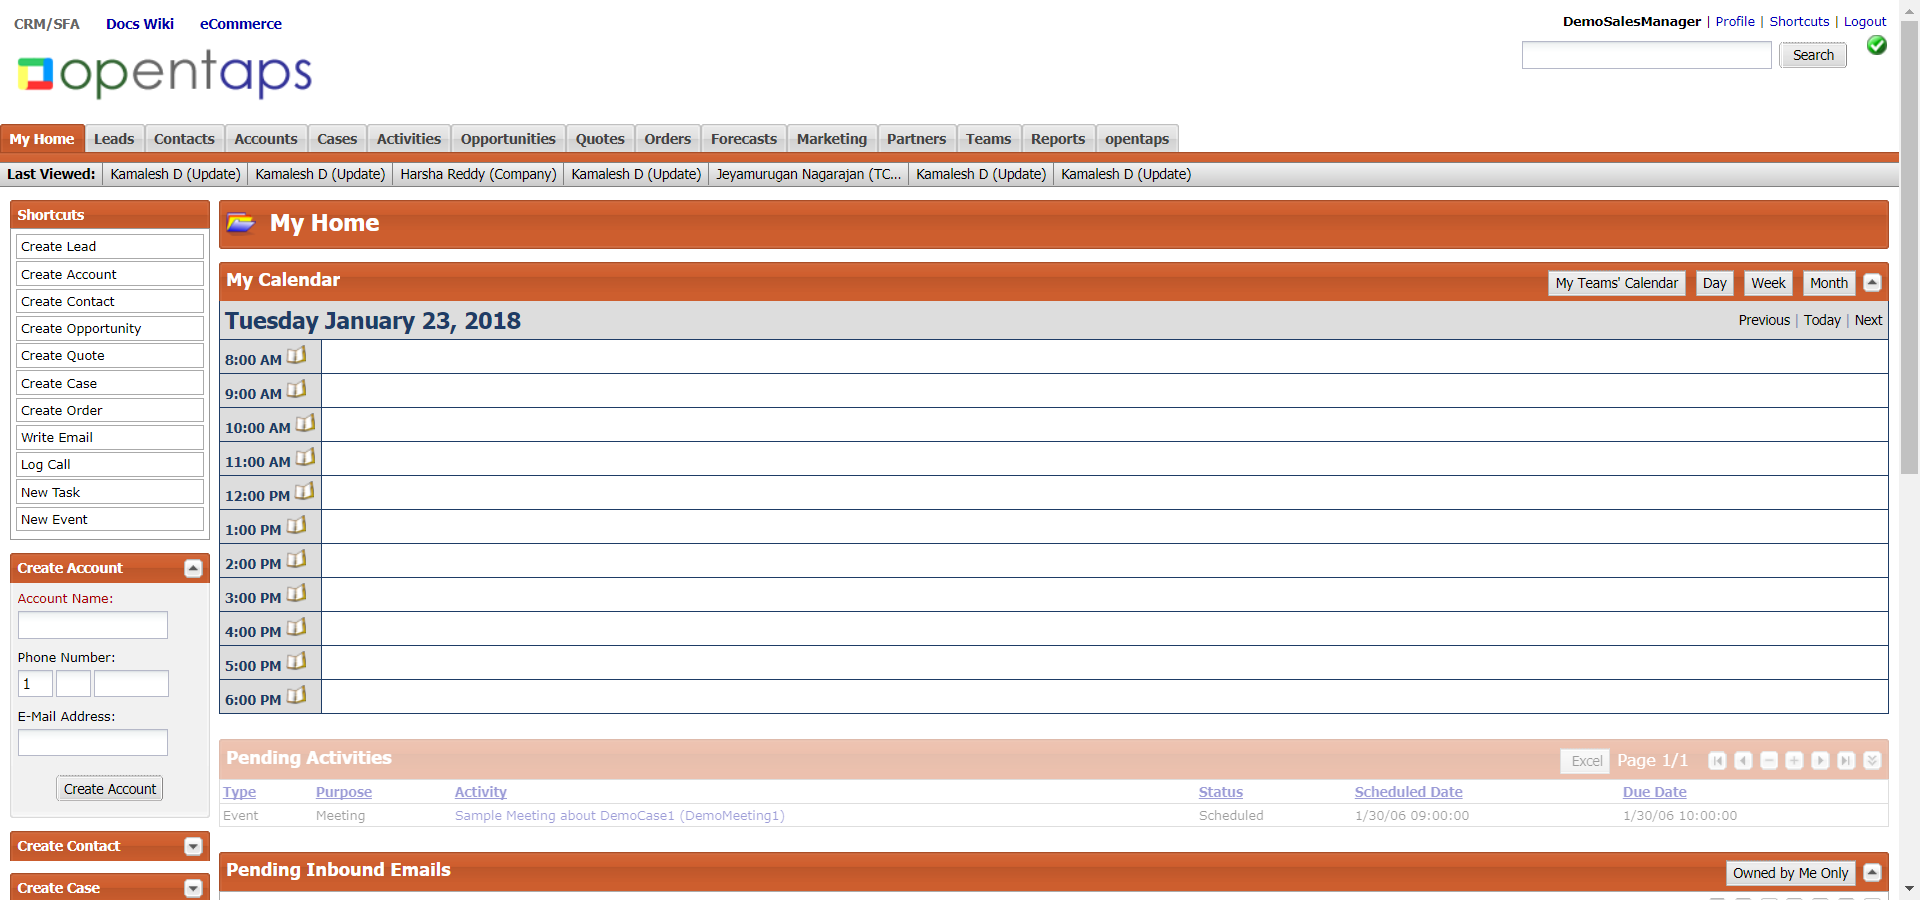 CRM/SFA Docs Wiki eCommerce
DemoSalesManager | Profile | Shortcuts | Logout
opentaps
Search
My Home Leads Contacts Accounts Cases Activities Opportunities Quotes Orders Forecasts Marketing Partners Teams Reports opentaps
Last Viewed: Kamalesh D (Update) Kamalesh D (Update) Harsha Reddy (Company) Kamalesh D (Update) Jeyamurugan Nagarajan (TC... Kamalesh D (Update) Kamalesh D (Update)
Shortcuts
Create Lead
Create Account
Create Contact
Create Opportunity
Create Quote
Create Case
Create Order
Write Email
Log Call
New Task
New Event
Create Account
Account Name:
Phone Number:
1
E-Mail Address:
Create Account
Create Contact
Create Case
My Home
My Calendar My Teams' Calendar Day Week Month
Tuesday January 23, 2018 Previous | Today | Next
8:00 AM
9:00 AM
10:00 AM
11:00 AM
12:00 PM
1:00 PM
2:00 PM
3:00 PM
4:00 PM
5:00 PM
6:00 PM
Pending Activities Excel Page 1/1
Type Purpose Activity Status Scheduled Date Due Date
Event Meeting Sample Meeting about DemoCase1 (DemoMeeting1) Scheduled 1/30/06 09:00:00 1/30/06 10:00:00
Pending Inbound Emails Owned by Me Only